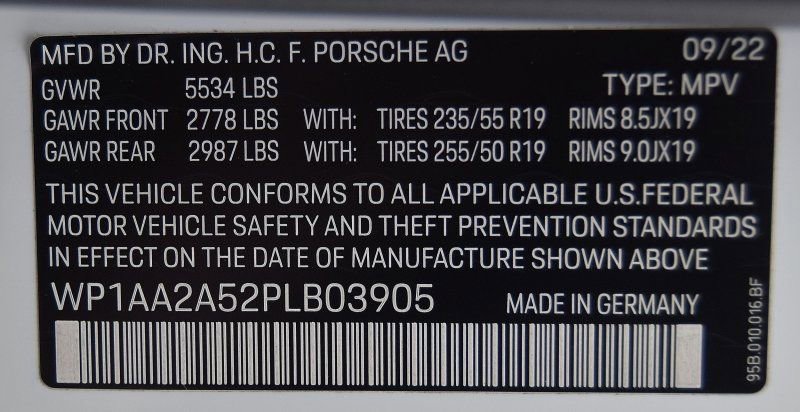 MFD BY DR. ING. H.C. F. PORSCHE AG 09/22
GVWR 5534 LBS TYPE: MPV
GAWR FRONT 2778 LBS WITH: TIRES 235/55 R19 RIMS 8.5JX19
GAWR REAR 2987 LBS WITH: TIRES 255/50 R19 RIMS 9.0JX19
THIS VEHICLE CONFORMS TO ALL APPLICABLE U.S.FEDERAL
MOTOR VEHICLE SAFETY AND THEFT PREVENTION STANDARDS
IN EFFECT ON THE DATE OF MANUFACTURE SHOWN ABOVE
WP1AA2A52PLB03905 MADE IN GERMANY
95B.010.016.BF